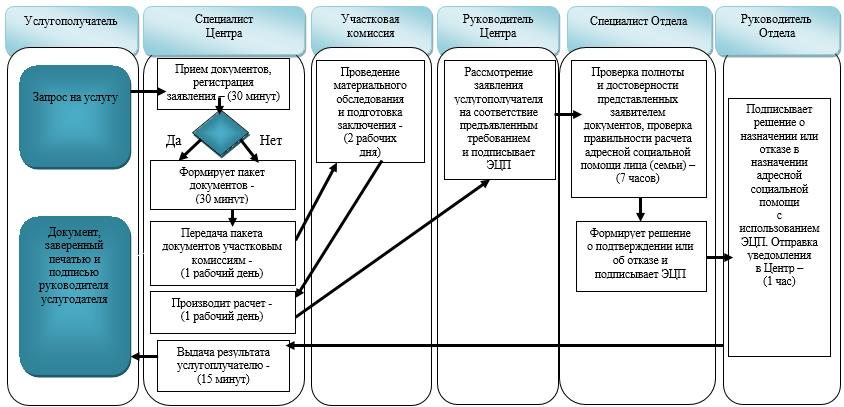 Услугополучатель
Специалист
Центра
Участковая
комиссия
Руководитель
Центра
Специалист Отдела
Руководитель
Отдела
Запрос на услугу
Документ,
заверенный
печатью и
подписью
руководителя
услугодателя
Прием документов,
регистрация
заявления – (30 минут)
Да
Нет
Формирует пакет
документов -
(30 минут)
Передача пакета
документов участковым
комиссиям -
(1 рабочий день)
Производит расчет -
(1 рабочий день)
Выдача результата
услугоплучателю -
(15 минут)
Проведение
материального
обследования
и подготовка
заключения -
(2 рабочих
дня)
Рассмотрение
заявления
услугополучателя
на соответствие
предъявленным
требованием
и подписывает
ЭЦП
Проверка полноты
и достоверности
представленных
заявителем
документов, проверка
правильности расчета
адресной социальной
помощи лица (семьи) –
(7 часов)
Формирует решение
о подтверждении или
об отказе и
подписывает ЭЦП
Подписывает
решение о
назначении или
отказе в
назначении
адресной
социальной
помощи
с
использованием
ЭЦП. Отправка
уведомления
в Центр –
(1 час)